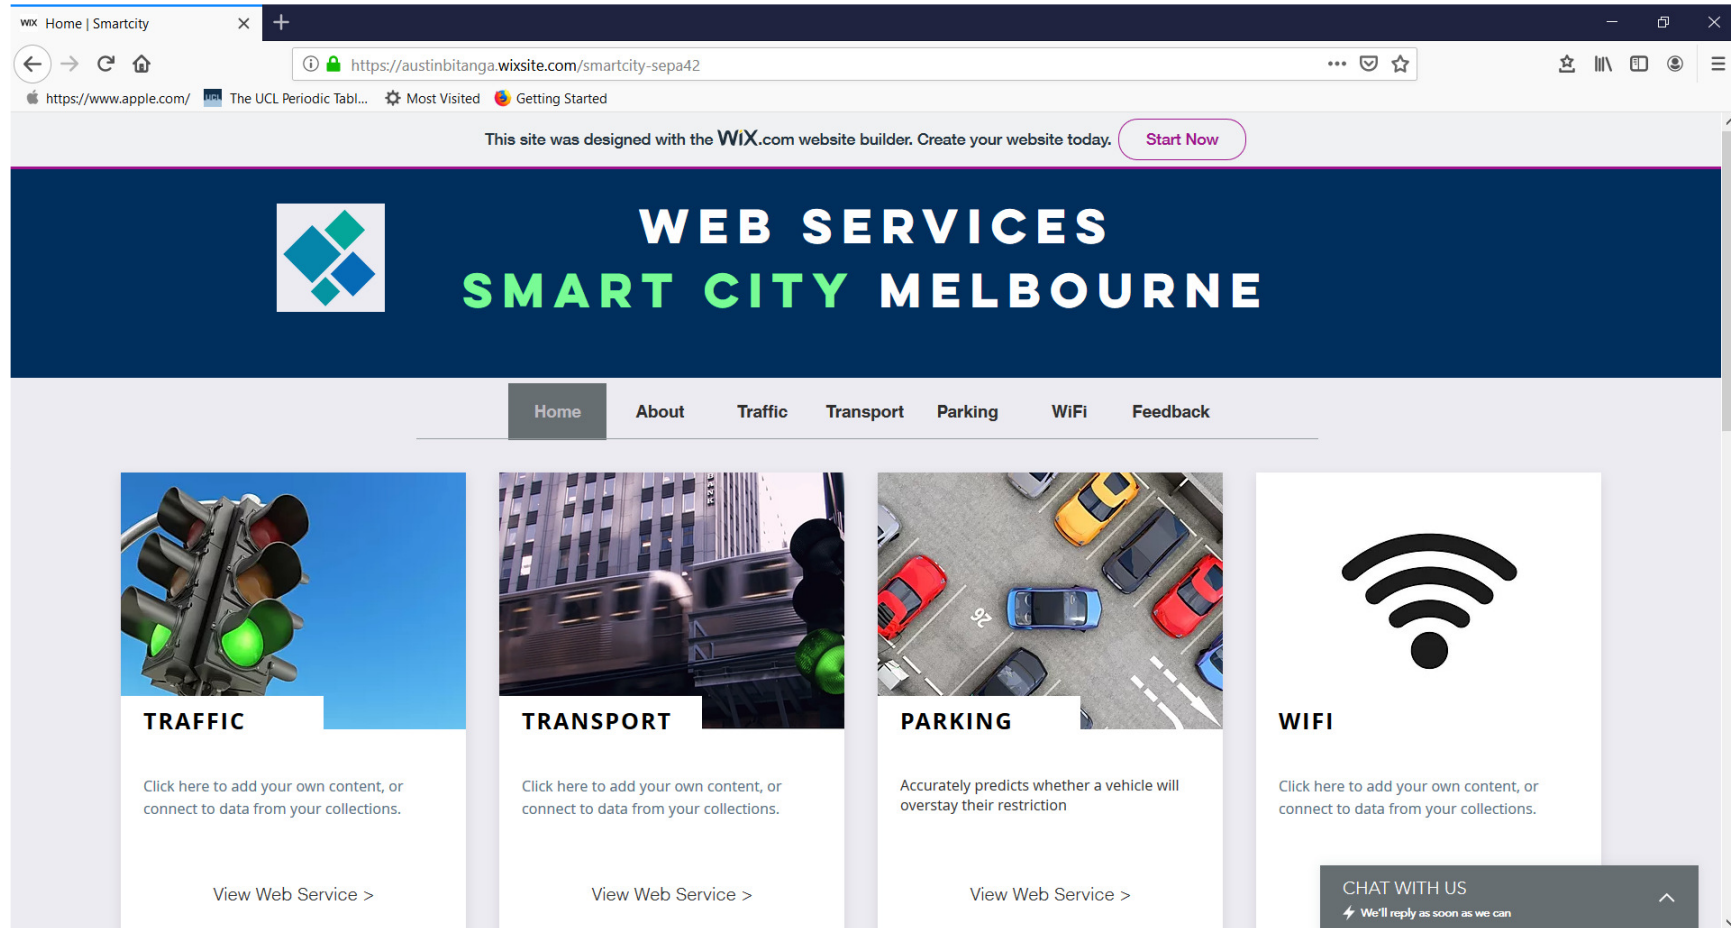 WiX Home | Smartcity
https://austinbitanga.wixsite.com/smartcity-sepa42
https://www.apple.com/ UCL The UCL Periodic Tabl... Most Visited Getting Started
This site was designed with the WiX.com website builder. Create your website today. Start Now
WEB SERVICES
SMART CITY MELBOURNE
Home About Traffic Transport Parking WiFi Feedback
BANK
26
TRAFFIC
Click here to add your own content, or
connect to data from your collections.
View Web Service >
TRANSPORT
Click here to add your own content, or
connect to data from your collections.
View Web Service >
PARKING
Accurately predicts whether a vehicle will
overstay their restriction
View Web Service >
WIFI
Click here to add your own content, or
connect to data from your collections.
CHAT WITH US
We'll reply as soon as we can